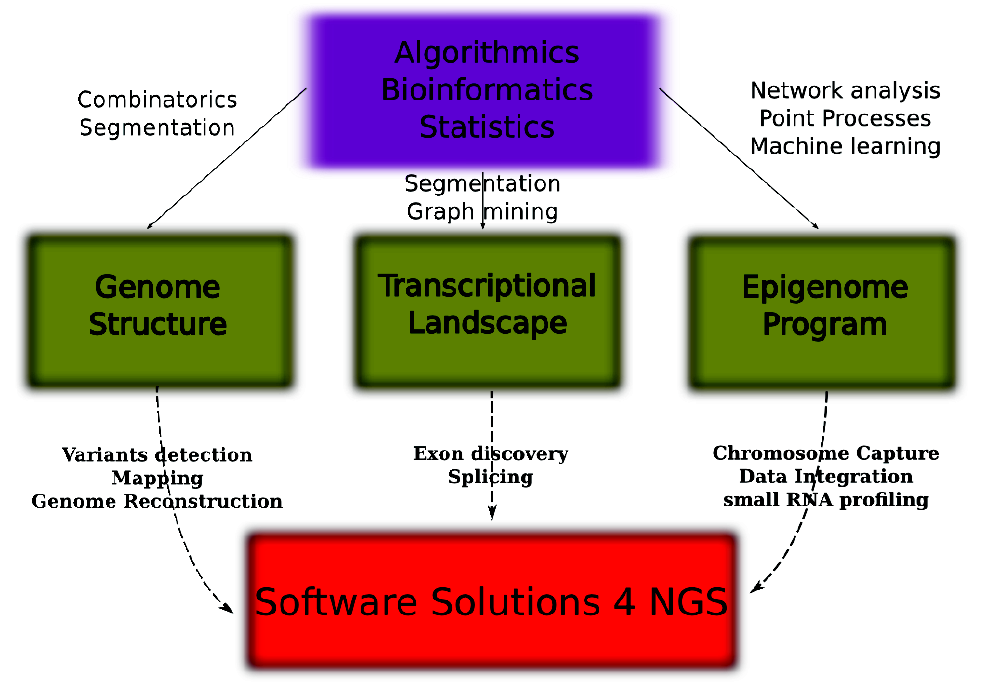 Algorithmics
Bioinformatics
Statistics
Combinatorics
Segmentation
Network analysis
Point Processes
Machine learning
Segmentation
Graph mining
Genome
Structure
Transcriptional
Landscape
Epigenome
Program
Variants detection
Mapping
Genome Reconstruction
Exon discovery
Splicing
Chromosome Capture
Data Integration
small RNA profiling
Software Solutions 4 NGS